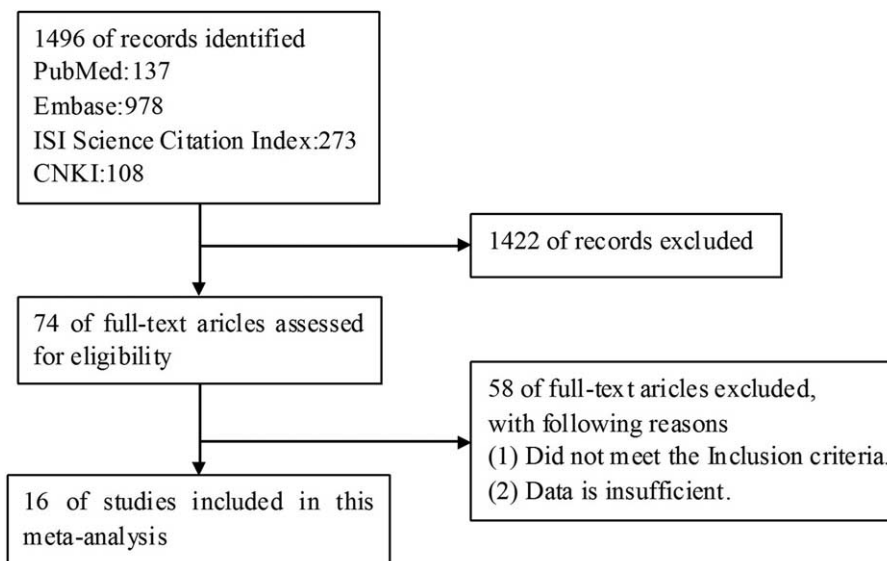 1496 of records identified
PubMed:137
Embase:978
ISI Science Citation Index:273
CNKI:108
1422 of records excluded
74 of full-text aricles assessed
for eligibility
58 of full-text aricles excluded,
with following reasons
(1) Did not meet the Inclusion criteria.
(2) Data is insufficient.
16 of studies included in this
meta-analysis